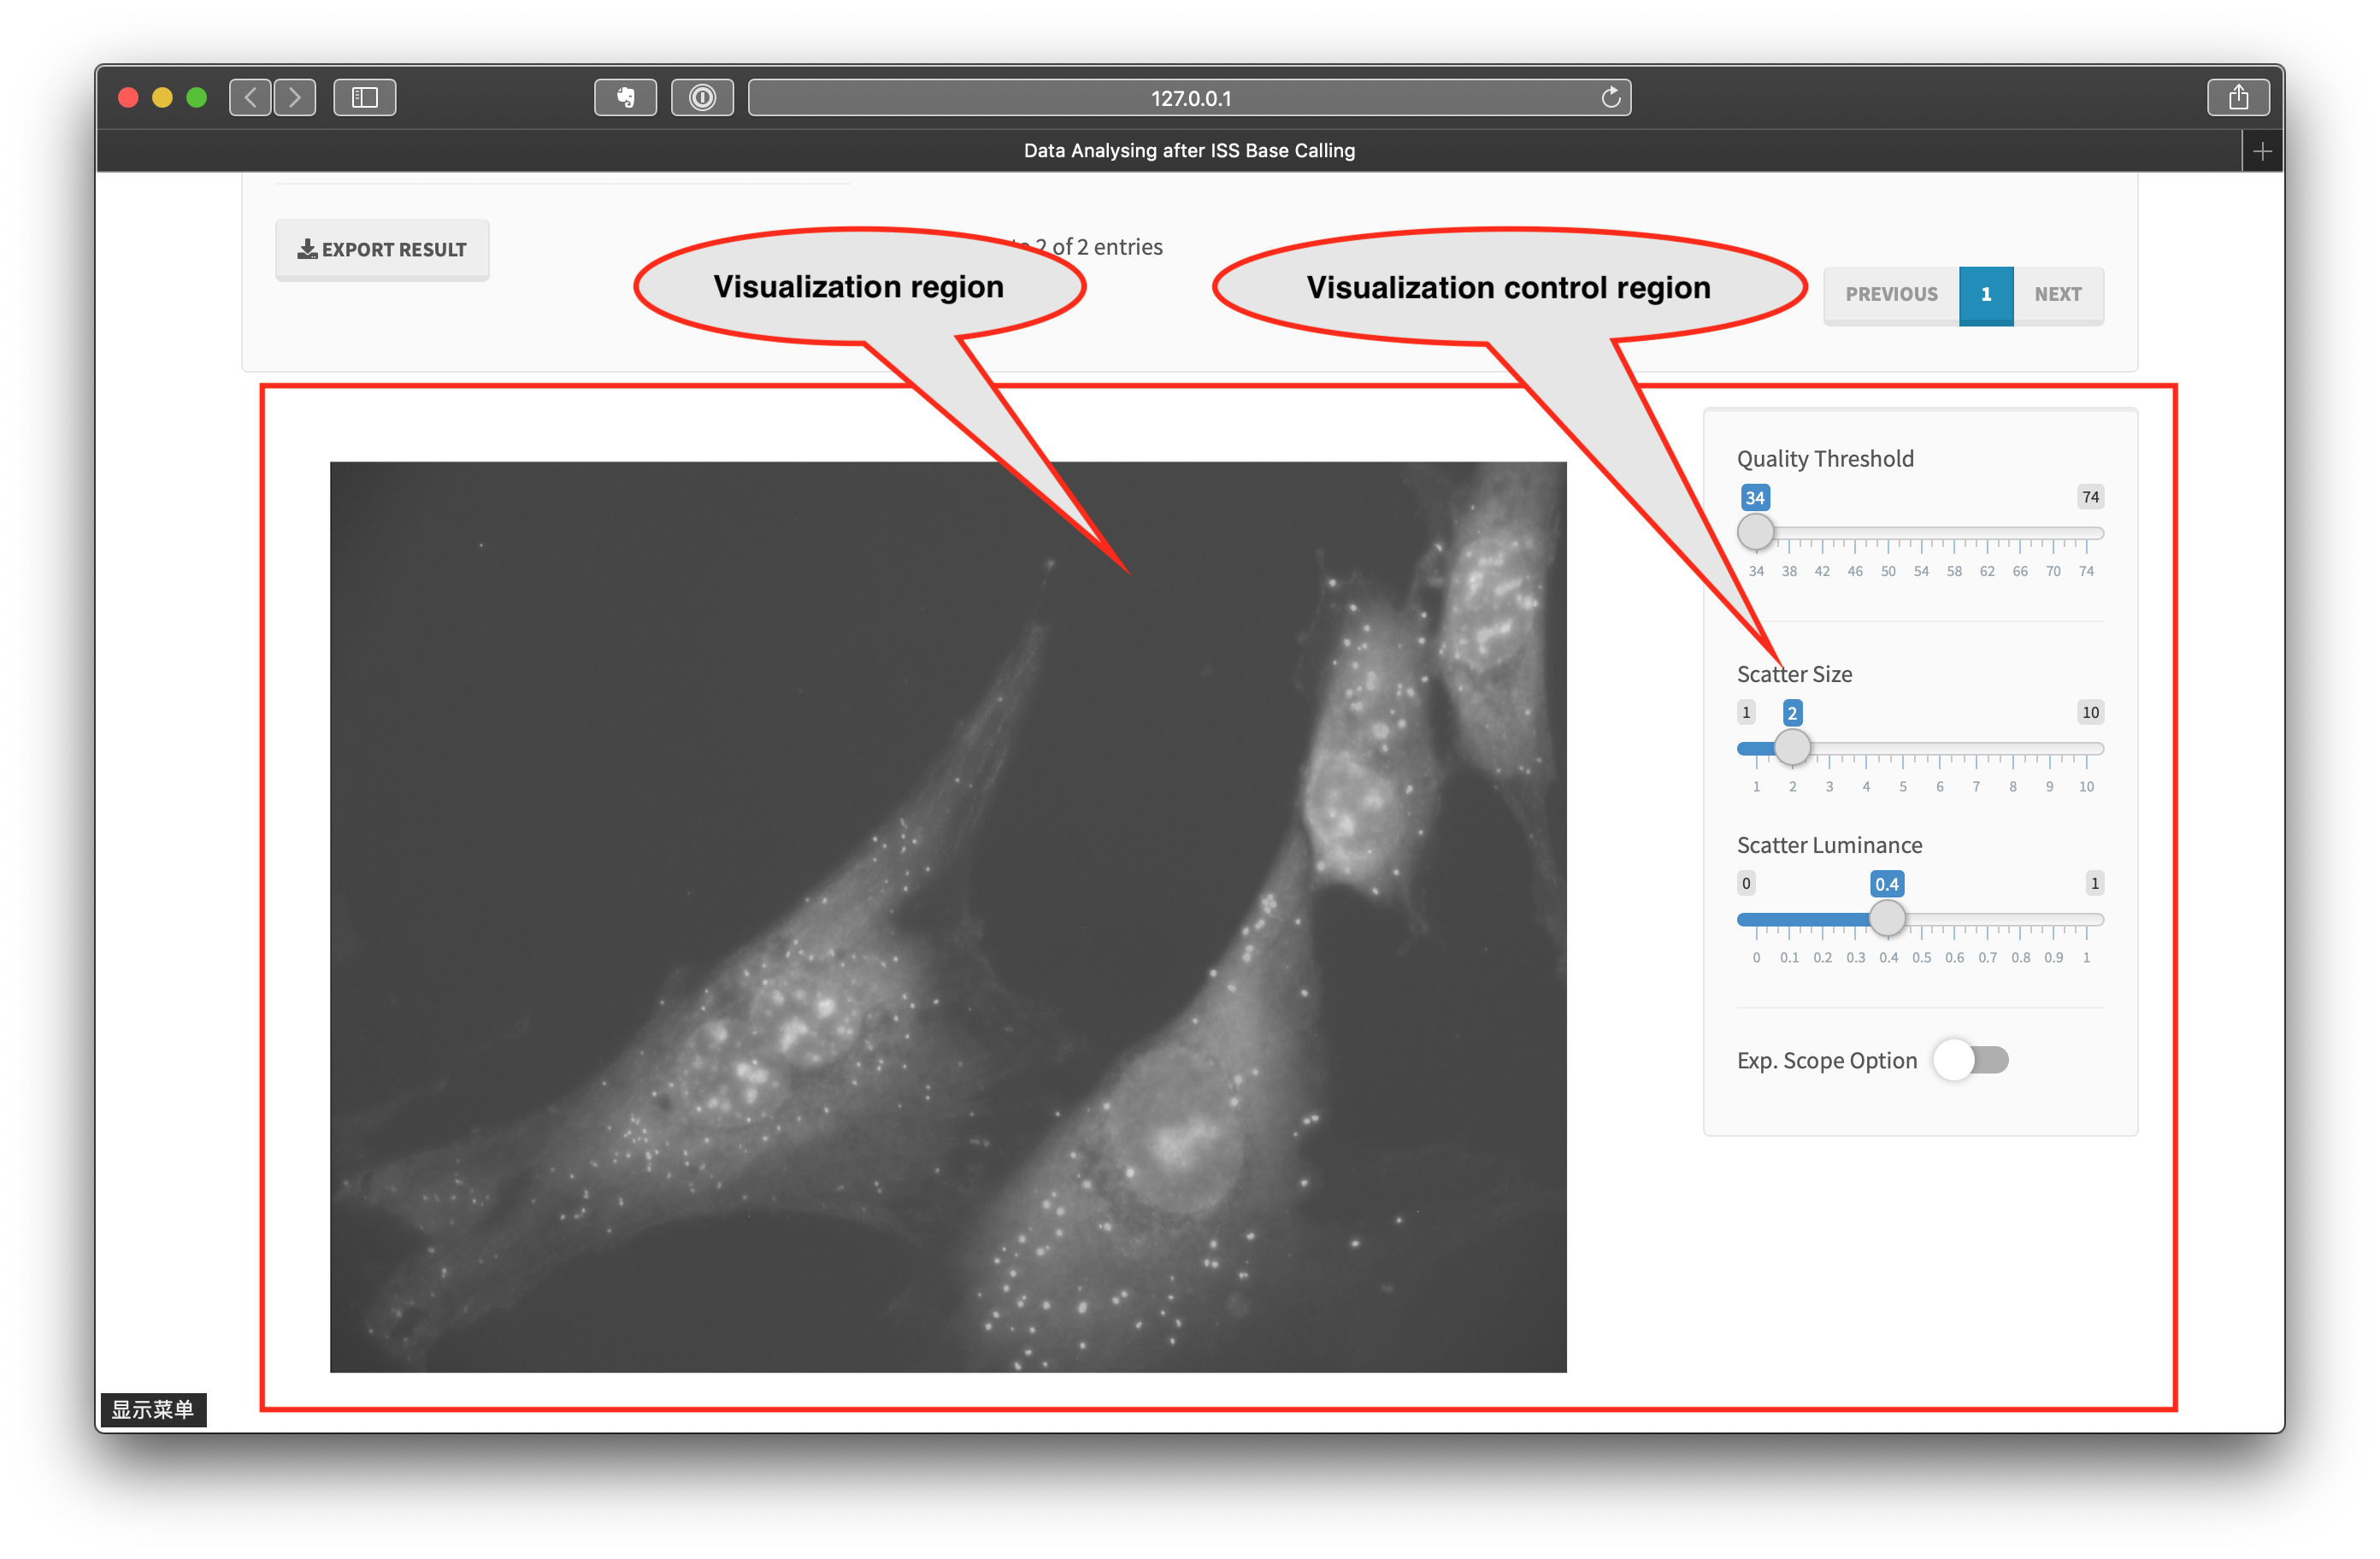 127.0.0.1
Data Analysing after ISS Base Calling
EXPORT RESULT
2 of 2 entries
Visualization region
Visualization control region
PREVIOUS 1 NEXT
Quality Threshold
34 74
34 38 42 46 50 54 58 62 66 70 74
Scatter Size
1 2 10
1 2 3 4 5 6 7 8 9 10
Scatter Luminance
0 0.4 1
0 0.1 0.2 0.3 0.4 0.5 0.6 0.7 0.8 0.9 1
Exp. Scope Option
显示菜单